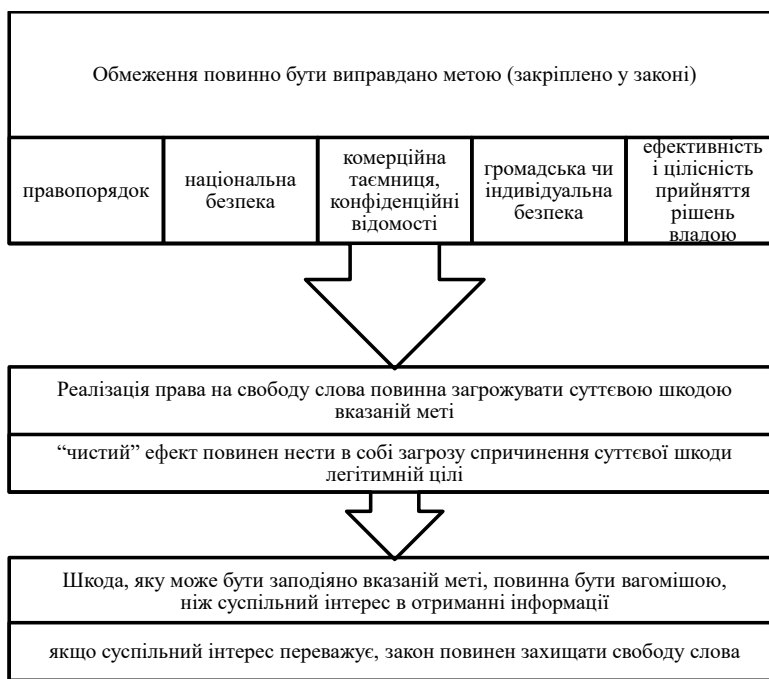 Обмеження повинно бути виправдано метою (закріплено у законі)
правопорядок
національна
безпека
комерційна
таємниця,
конфіденційні
відомості
громадська чи
індивідуальна
безпека
ефективність
і цілісність
прийняття
рішень
владою
Реалізація права на свободу слова повинна загрожувати суттєвою шкодою
вказаній меті
“чистий” ефект повинен нести в собі загрозу спричинення суттєвої шкоди
легітимній цілі
Шкода, яку може бути заподіяно вказаній меті, повинна бути вагомішою,
ніж суспільний інтерес в отриманні інформації
якщо суспільний інтерес переважує, закон повинен захищати свободу слова